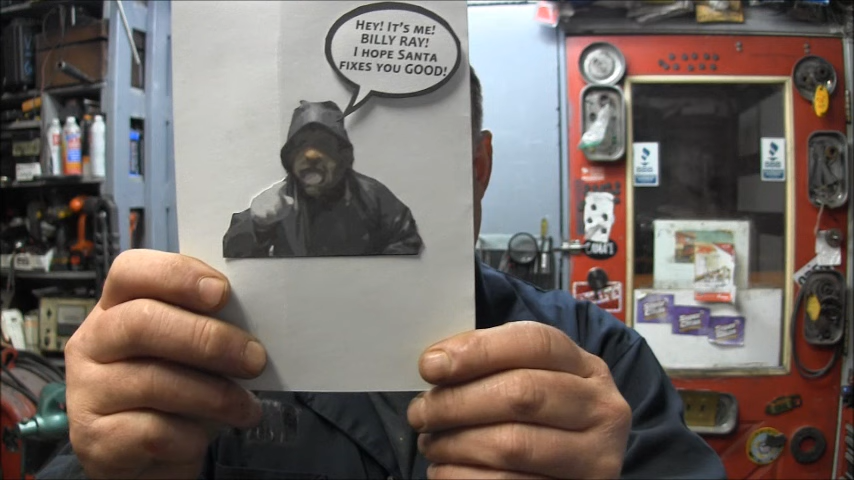 HEY! IT'S ME!
BILLY RAY!
I HOPE SANTA
FIXES YOU GOOD!